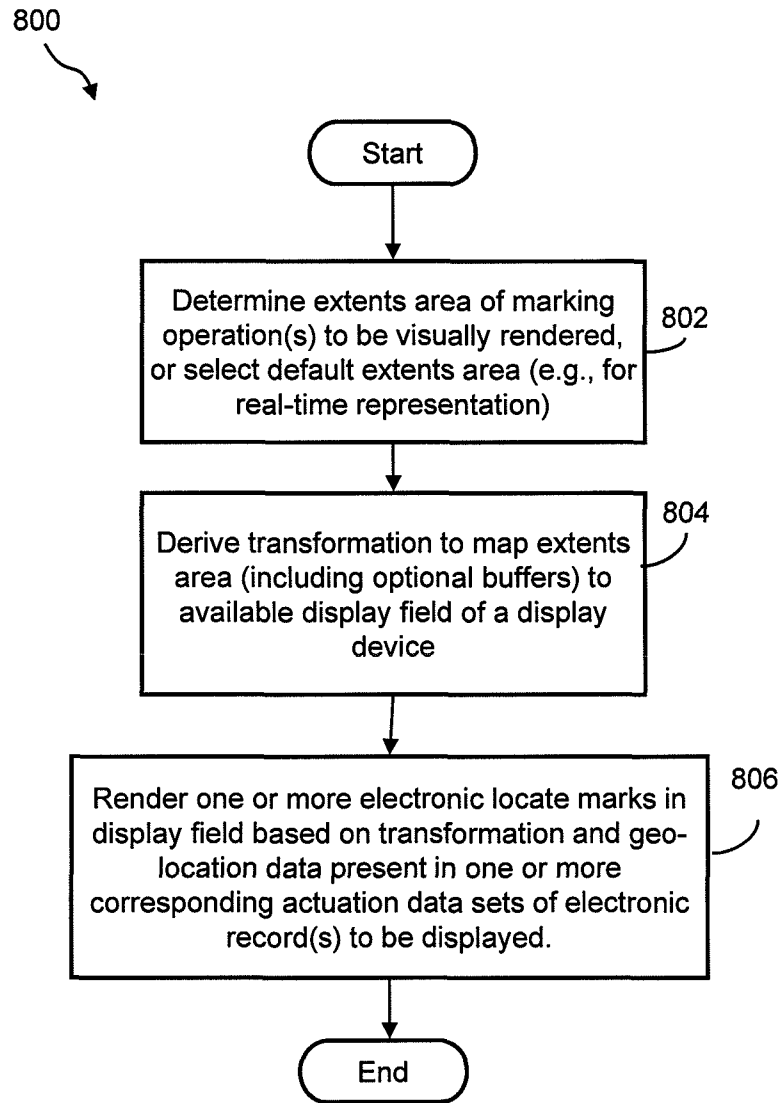 800
Start
Determine extents area of marking
operation(s) to be visually rendered,
or select default extents area (e.g., for
real-time representation)
802
Derive transformation to map extents
area (including optional buffers) to
available display field of a display
device
804
Render one or more electronic locate marks in
display field based on transformation and geo-
location data present in one or more
corresponding actuation data sets of electronic
record(s) to be displayed.
806
End